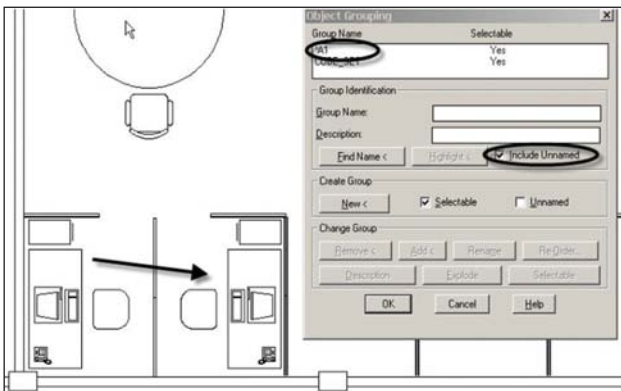 Object Grouping
Group Name Selectable
*A1 Yes
CODE_SET Yes
Group Identification
Group Name:
Description:
Find Name < Highlight < Include Unnamed
Create Group
New < Selectable Unnamed
Change Group
Remove < Add < Rename Re-Order...
Description Explode Selectable
OK Cancel Help